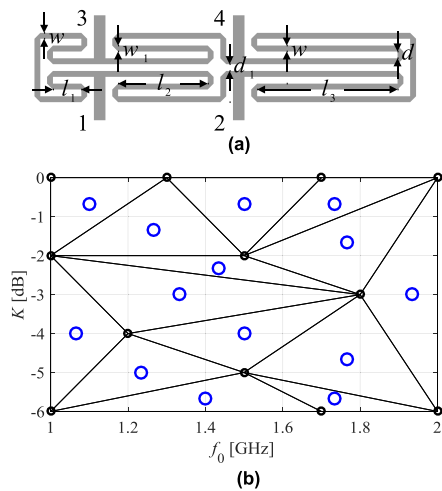 3 4
w w₁ w d
d₁
l₁ l₂ l₃
1 2
(a)
0
-1
-2
-3
-4
-5
-6
K [dB]
1 1.2 1.4 1.6 1.8 2
f₀ [GHz]
(b)